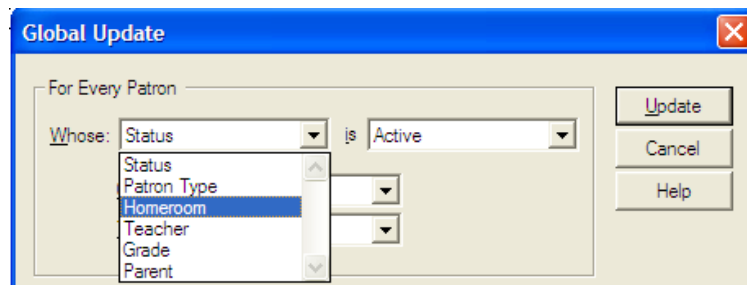 Global Update
For Every Patron
Whose: Status is Active
Status
Patron Type
Homeroom
Teacher
Grade
Parent
Update
Cancel
Help